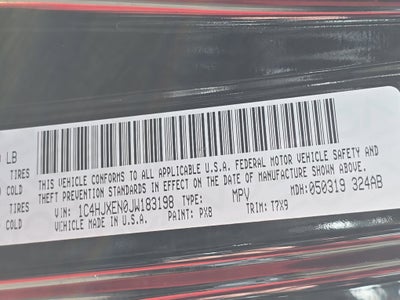 LB
TIRES
COLD
TIRES
COLD
THIS VEHICLE CONFORMS TO ALL APPLICABLE U.S.A. FEDERAL MOTOR VEHICLE SAFETY AND
THEFT PREVENTION STANDARDS IN EFFECT ON THE DATE OF MANUFACTURE SHOWN ABOVE.
VIN: 1C4HJXEN0JW183198 TYPE: MPV MDH: 050319 324AB
VEHICLE MADE IN U.S.A. PAINT: PX8 TRIM: T7X9